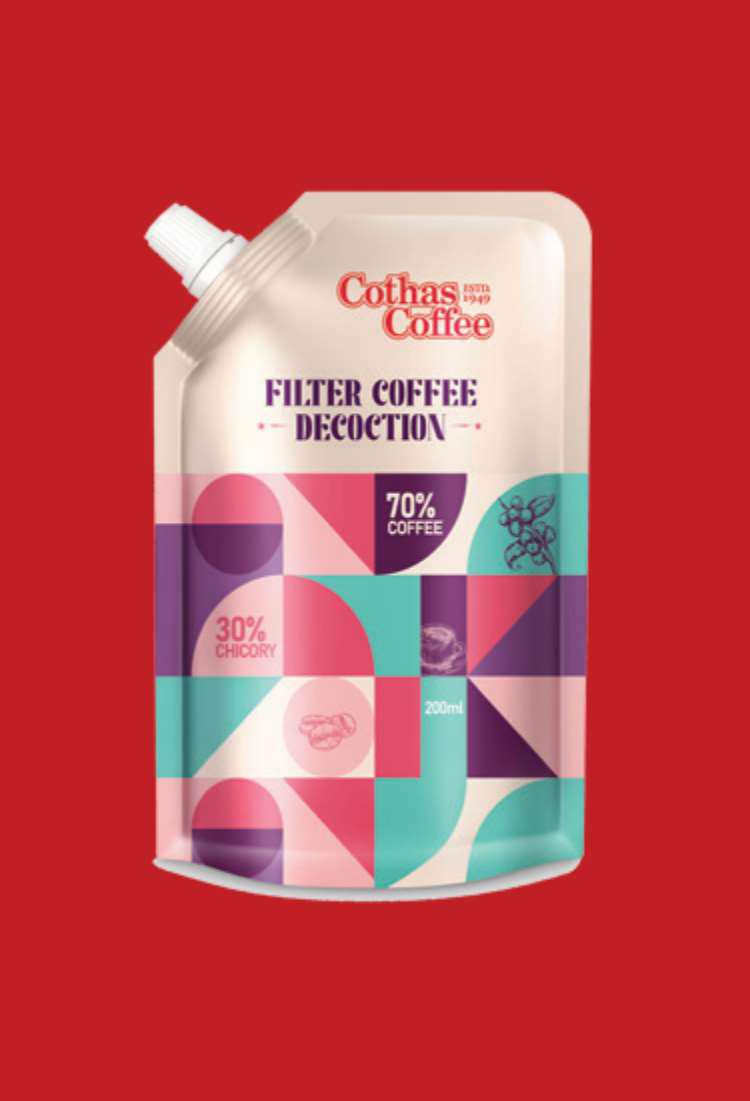 Cothas
ESTD.
1949
Coffee
FILTER COFFEE
DECOCTION
70%
COFFEE
30%
CHICORY
200ml